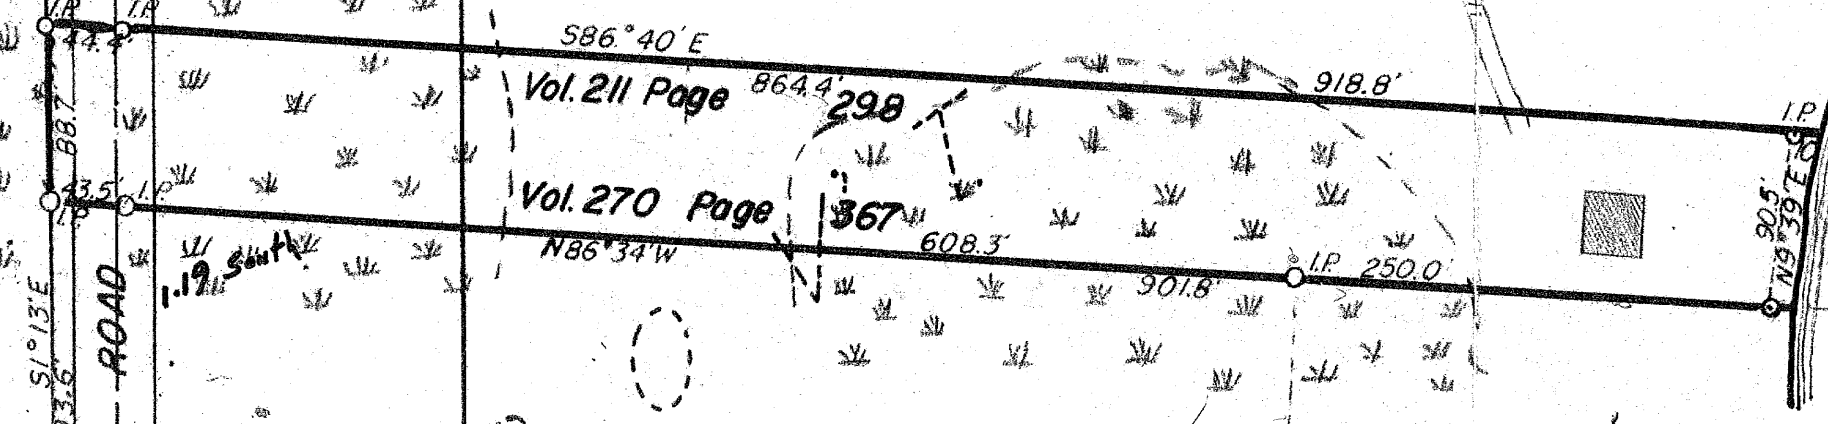 I.P. I.P.
44.4'
S86°40'E
Vol. 211 Page 298
864.4'
918.8'
I.P.
88.7'
43.5' I.P.
I.P.
Vol. 270 Page 367
N86°34'W
608.3'
901.8'
I.P. 250.0'
90.5'
N9°39'E
1.19 South
S1°13'E
ROAD